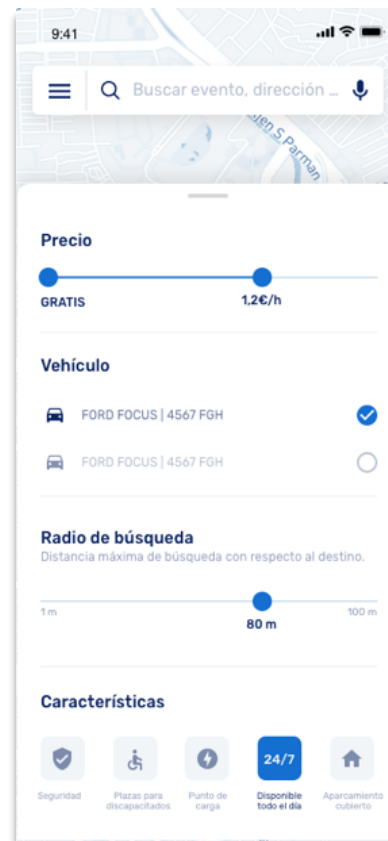 9:41
Buscar evento, dirección ...
jen S Parman
Precio
GRATIS
1,2€/h
Vehículo
FORD FOCUS | 4567 FGH
FORD FOCUS | 4567 FGH
Radio de búsqueda
Distancia máxima de búsqueda con respecto al destino.
1 m
80 m
100 m
Características
24/7
Seguridad
Plazas para
discapacitados
Punto de
carga
Disponible
todo el día
Aparcamiento
cubierto